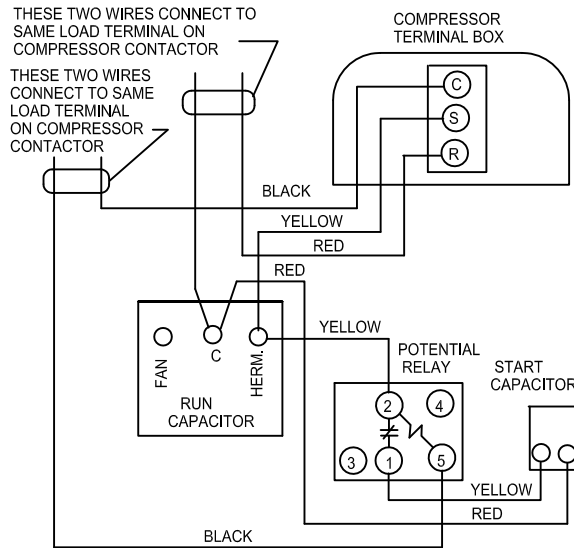 THESE TWO WIRES CONNECT TO
SAME LOAD TERMINAL ON
COMPRESSOR CONTACTOR
THESE TWO WIRES
CONNECT TO SAME
LOAD TERMINAL
ON COMPRESSOR
CONTACTOR
COMPRESSOR
TERMINAL BOX
C
S
R
BLACK
YELLOW
RED
RED
FAN
C
HERM.
RUN
CAPACITOR
YELLOW
POTENTIAL
RELAY
2
4
3
1
5
START
CAPACITOR
YELLOW
RED
BLACK